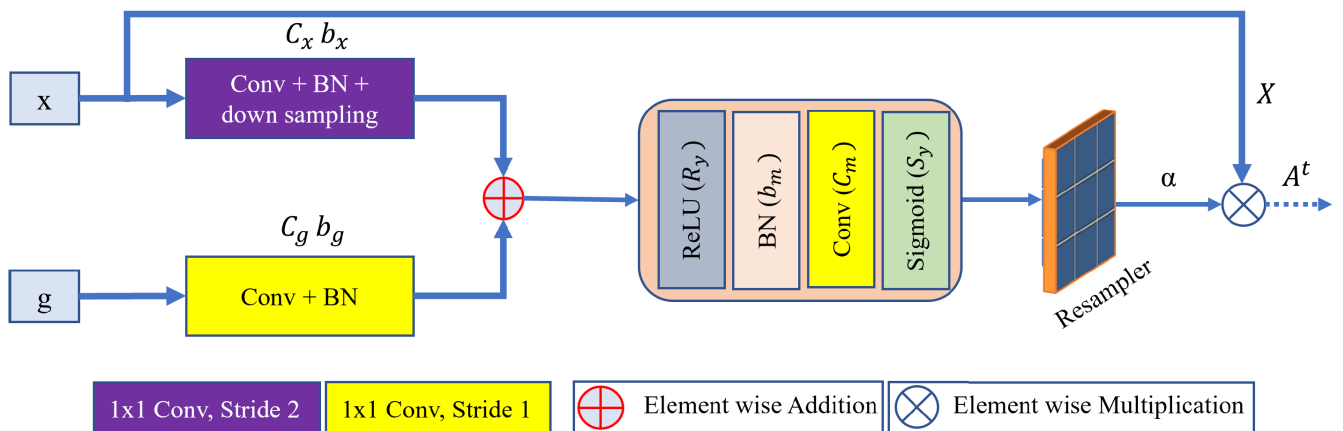 C_x b_x
x
Conv + BN +
down sampling
X
ReLU (R_y)
BN (b_m)
Conv (C_m)
Sigmoid (S_y)
α
A^t
C_g b_g
g
Conv + BN
Resampler
1x1 Conv, Stride 2
1x1 Conv, Stride 1
Element wise Addition
Element wise Multiplication